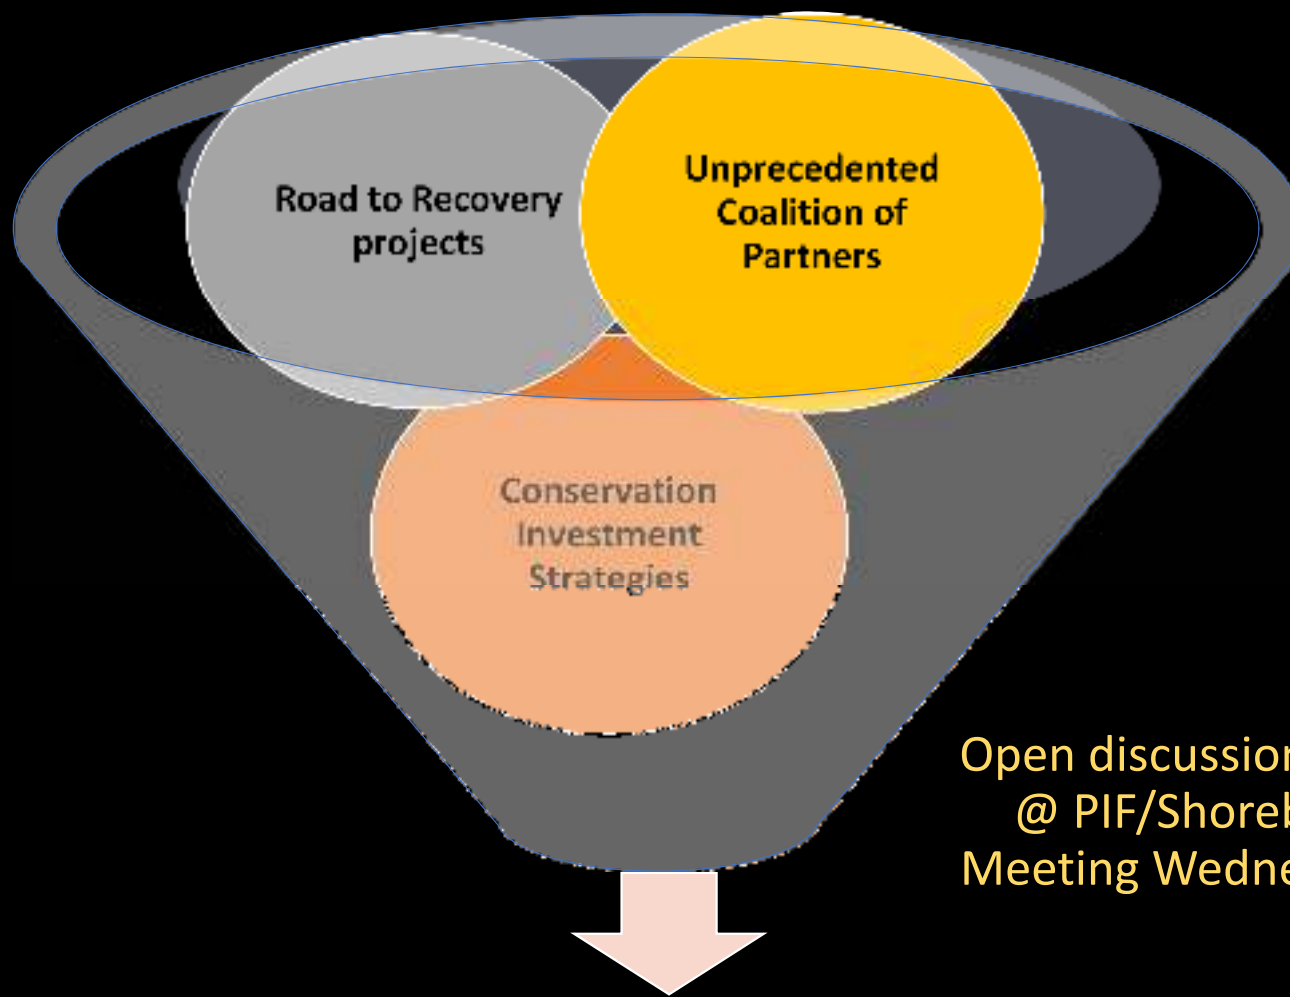 Road to Recovery
projects
Unprecedented
Coalition of
Partners
Conservation
Investment
Strategies
Open discussion
@ PIF/Shoreb
Meeting Wedne